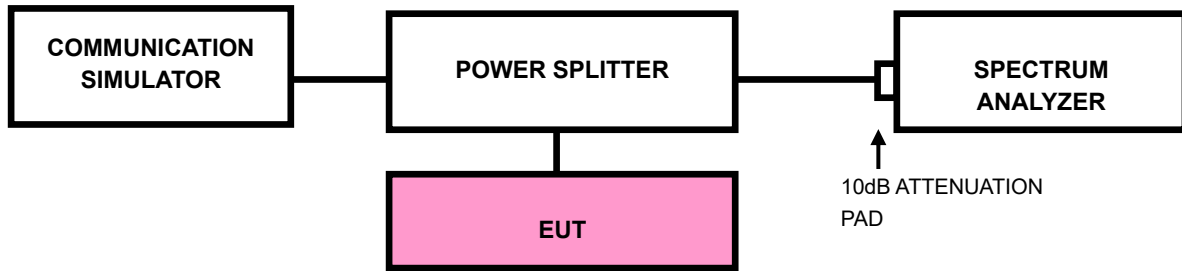 COMMUNICATION
SIMULATOR
POWER SPLITTER
SPECTRUM
ANALYZER
10dB ATTENUATION
PAD
EUT